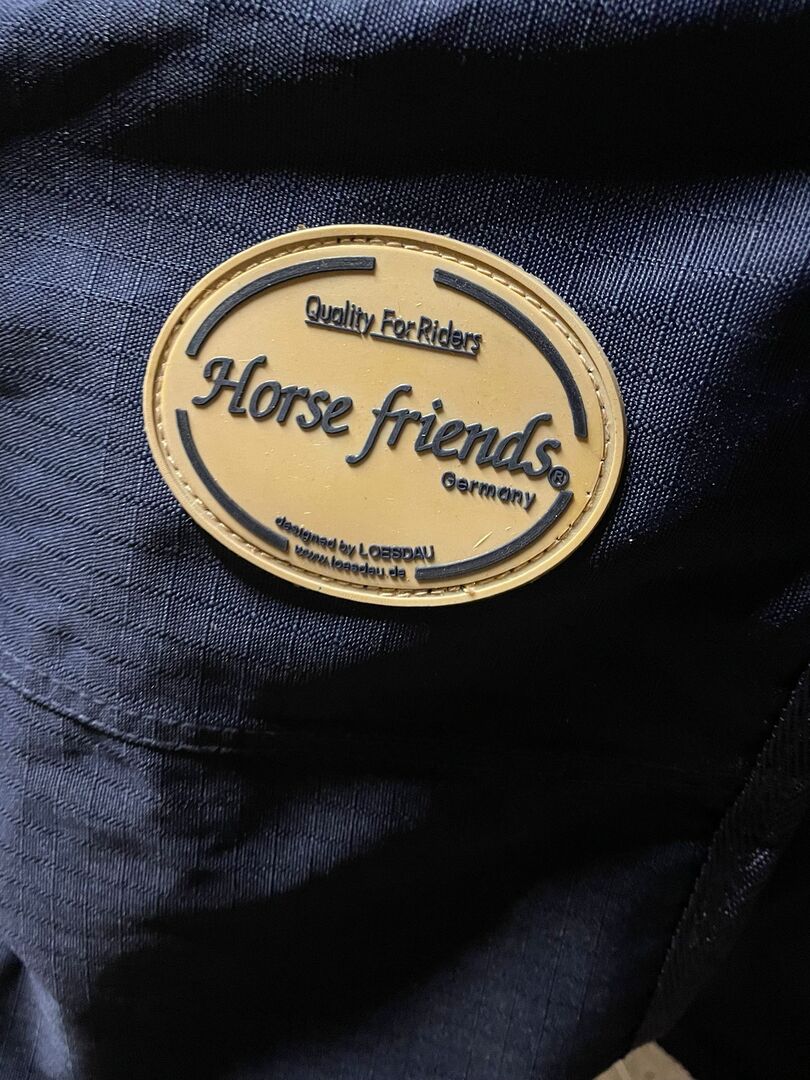 Quality For Riders
Horse friends®
Germany
designed by LOESDAU
www.loesdau.de